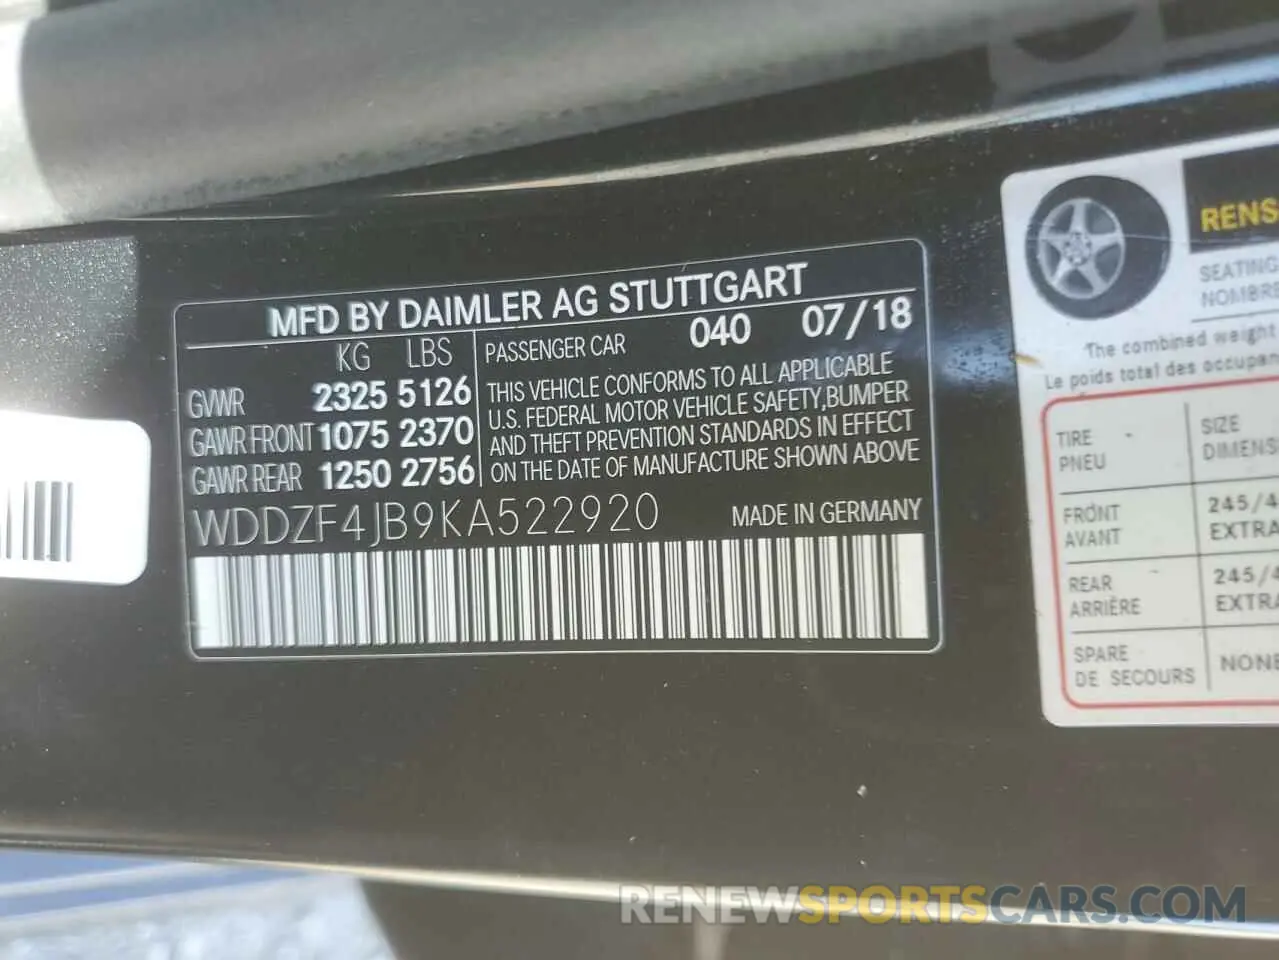 MFD BY DAIMLER AG STUTTGART
KG LBS PASSENGER CAR 040 07/18
GVWR 2325 5126
GAWR FRONT 1075 2370
GAWR REAR 1250 2756
THIS VEHICLE CONFORMS TO ALL APPLICABLE
U.S. FEDERAL MOTOR VEHICLE SAFETY,BUMPER
AND THEFT PREVENTION STANDARDS IN EFFECT
ON THE DATE OF MANUFACTURE SHOWN ABOVE
WDDZF4JB9KA522920 MADE IN GERMANY
RENS
SEATING
NOMBRE
The combined weight
Le poids total des occupan
TIRE SIZE
PNEU DIMENS
FRONT 245/4
AVANT EXTRA
REAR 245/4
ARRIÈRE EXTRA
SPARE NONE
DE SECOURS
RENEWSPORTSCARS.COM